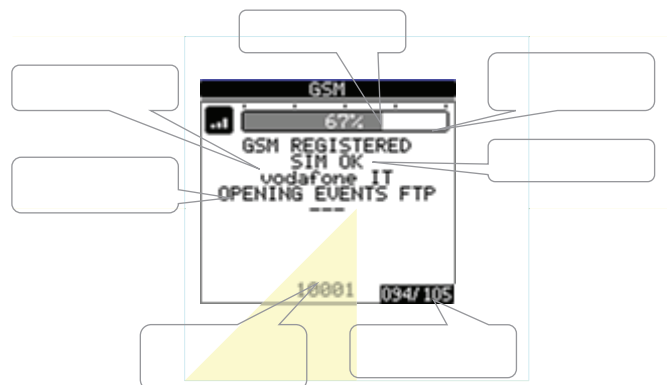 GSM
67%
GSM REGISTERED
SIM OK
vodafone IT
OPENING EVENTS FTP
---
10001
094/105